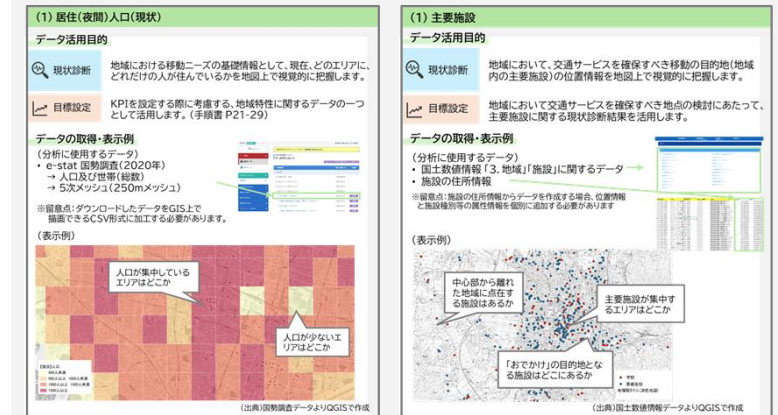 (1) 居住(夜間)人口(現状)
データ活用目的
現状診断
地域における移動ニーズの基礎情報として、現在、どのエリアに、
どれだけの人が住んでいるかを地図上で視覚的に把握します。
目標設定
KPIを設定する際に考慮する、地域特性に関するデータの一つ
として活用します。(手順書 P21-29)
データの取得・表示例
(分析に使用するデータ)
• e-stat 国勢調査(2020年)
→ 人口及び世帯(総数)
→ 5次メッシュ(250mメッシュ)
※留意点:ダウンロードしたデータをGIS上で
描画できるCSV形式に加工する必要があります。
(表示例)
人口が集中している
エリアはどこか
人口が少ないエ
リアはどこか
(出典)国勢調査データよりQGISで作成
(1) 主要施設
データ活用目的
現状診断
地域において、交通サービスを確保すべき移動の目的地(地域
内の主要施設)の位置情報を地図上で視覚的に把握します。
目標設定
地域において交通サービスを確保すべき地点の検討にあたって、
主要施設に関する現状診断結果を活用します。
データの取得・表示例
(分析に使用するデータ)
• 国土数値情報「3. 地域」「施設」に関するデータ
• 施設の住所情報
※留意点:施設の住所情報からデータを作成する場合、位置情報
と施設種別等の属性情報を個別に追加する必要があります
(表示例)
中心部から離れ
た地域に点在す
る施設はあるか
主要施設が集中す
るエリアはどこか
「おでかけ」の目的地とな
る施設はどこにあるか
学校
医療施設
(出典)国土数値情報データよりQGISで作成